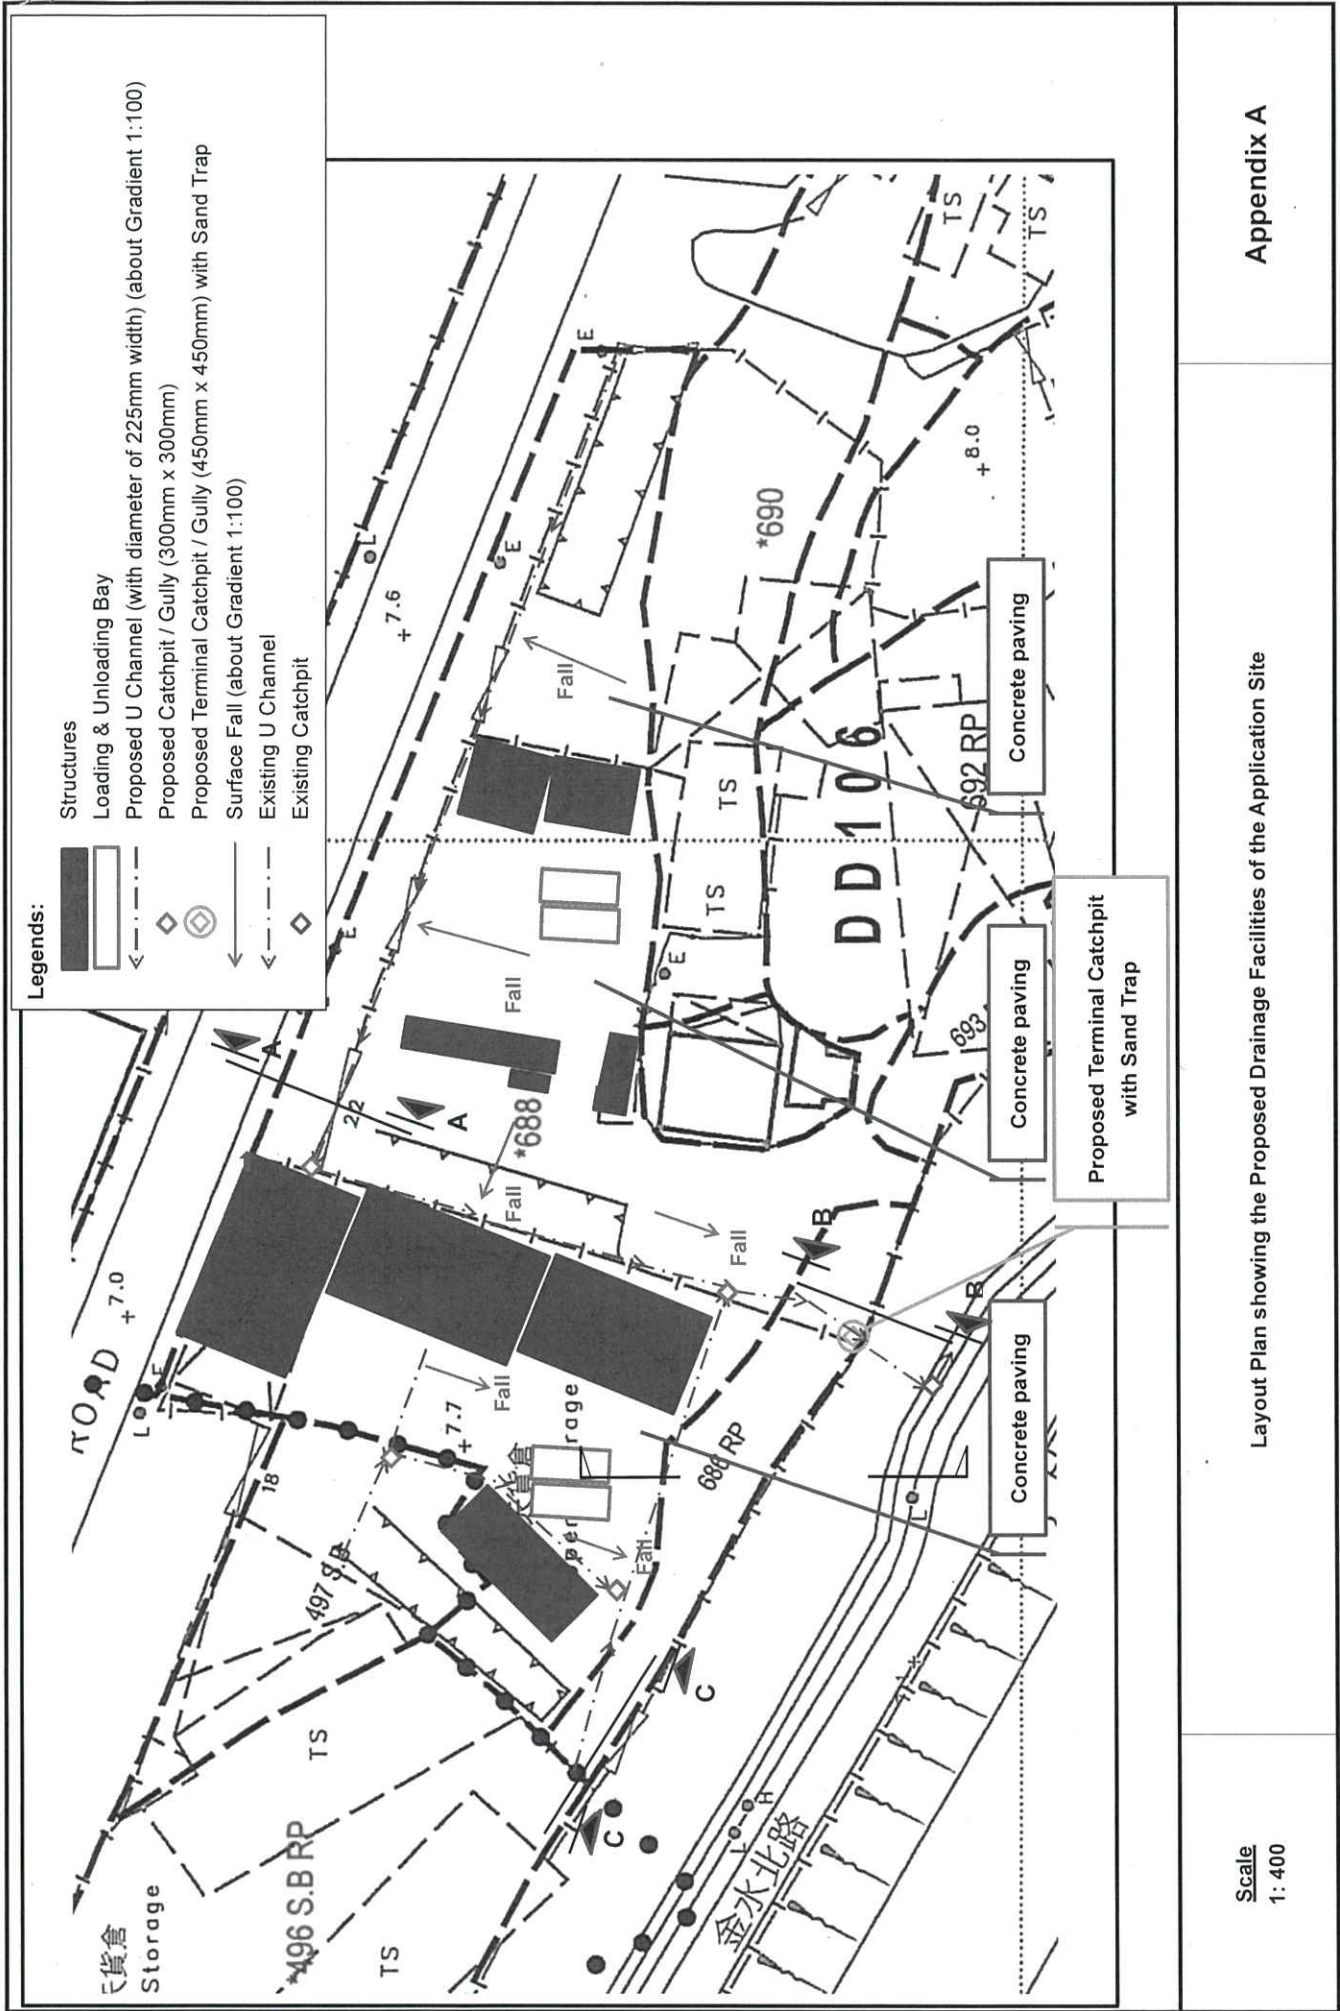 Legends:
Structures
Loading & Unloading Bay
Proposed U Channel (with diameter of 225mm width) (about Gradient 1:100)
Proposed Catchpit / Gully (300mm x 300mm)
Proposed Terminal Catchpit / Gully (450mm x 450mm) with Sand Trap
Surface Fall (about Gradient 1:100)
Existing U Channel
Existing Catchpit
+7.0
L
E
A
A
22
E
+7.6
L
E
E
18
497 S.B
+7.7
Fall
Fall
*688
Fall
Fall
TS
貨倉
Storage
*496 S.B RP
TS
Fall
Fall
rage
688 RP
B
B
C
C
E
TS
TS
*690
DD106
692 RP
693
+8.0
TS
TS
L
H
金水北路
Concrete paving
Concrete paving
Concrete paving
Proposed Terminal Catchpit
with Sand Trap
Scale
1: 400
Layout Plan showing the Proposed Drainage Facilities of the Application Site
Appendix A